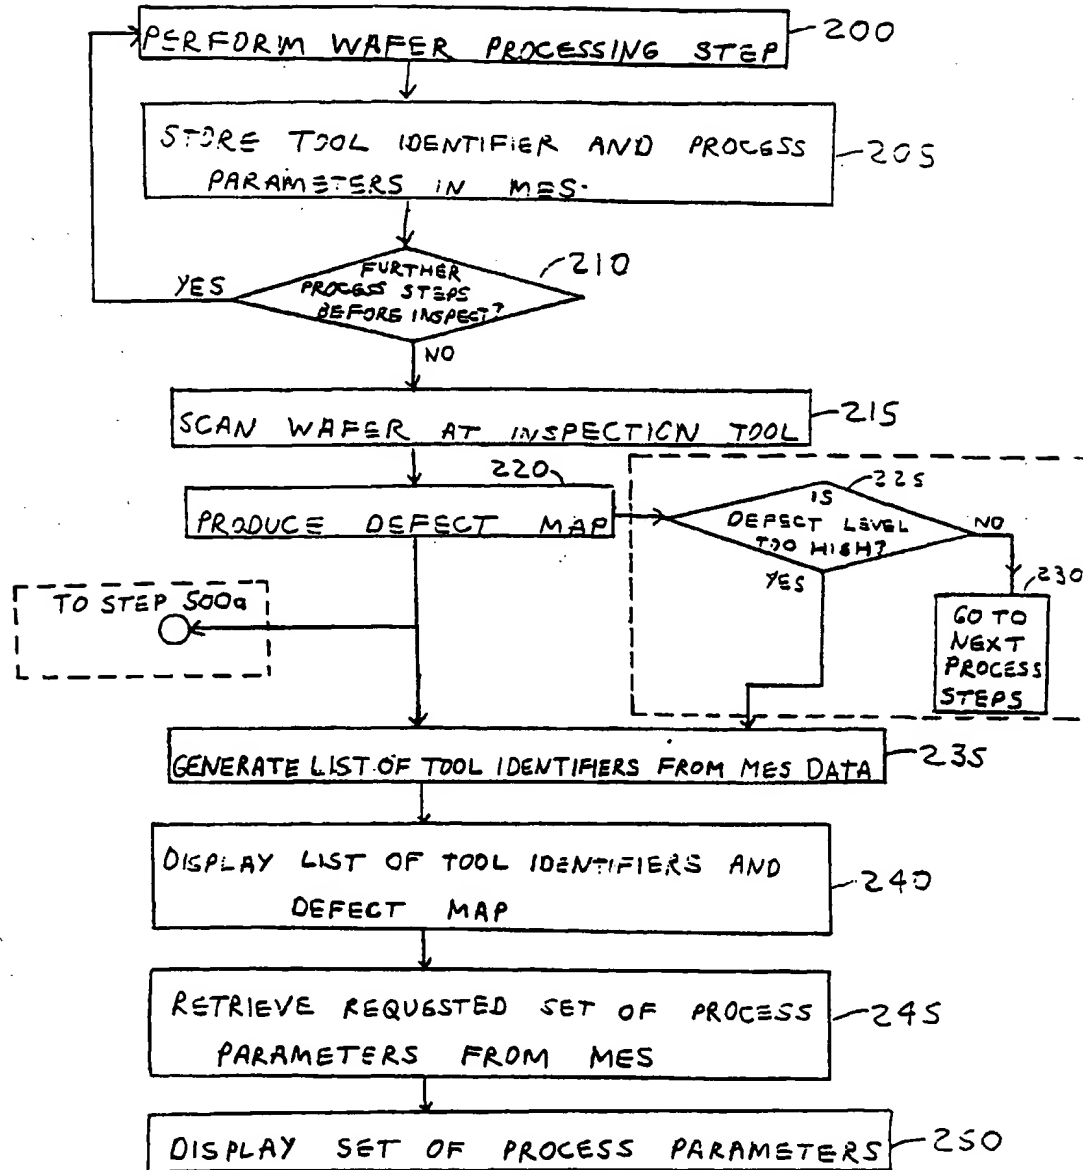 PERFORM WAFER PROCESSING STEP
200
STORE TOOL IDENTIFIER AND PROCESS
PARAMETERS IN MES.
205
FURTHER
PROCESS STEPS
BEFORE INSPECT?
210
YES
NO
SCAN WAFER AT INSPECTION TOOL
215
PRODUCE DEFECT MAP
220
IS
DEFECT LEVEL
TOO HIGH?
225
NO
YES
230
GO TO
NEXT
PROCESS
STEPS
TO STEP 500a
GENERATE LIST OF TOOL IDENTIFIERS FROM MES DATA
235
DISPLAY LIST OF TOOL IDENTIFIERS AND
DEFECT MAP
240
RETRIEVE REQUESTED SET OF PROCESS
PARAMETERS FROM MES
245
DISPLAY SET OF PROCESS PARAMETERS
250